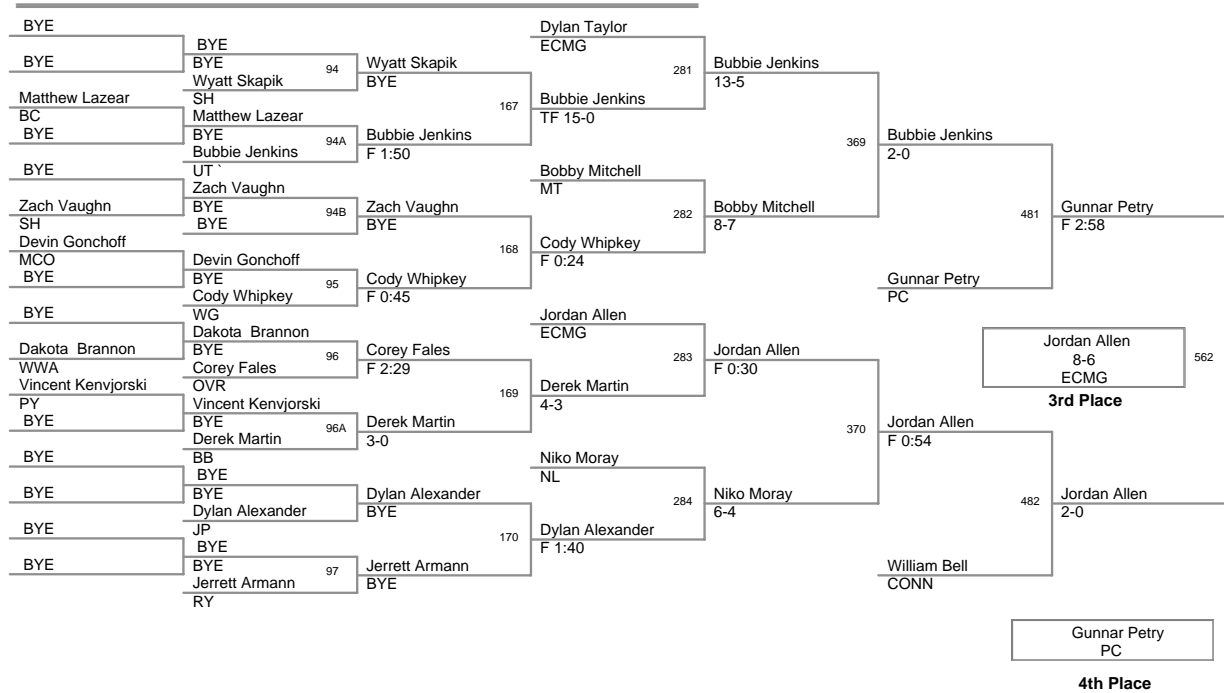 BYE
BYE
Matthew Lazear
BC
BYE
BYE
Zach Vaughn
SH
Devin Gonchoff
MCO
BYE
BYE
Dakota Brannon
WWA
Vincent Kenvjorski
PY
BYE
BYE
BYE
BYE
BYE
BYE
BYE
94
Wyatt Skapik
SH
Matthew Lazear
BYE
94A
Bubbie Jenkins
UT `
Zach Vaughn
BYE
94B
BYE
Devin Gonchoff
BYE
95
Cody Whipkey
WG
Dakota Brannon
BYE
96
Corey Fales
OVR
Vincent Kenvjorski
BYE
96A
Derek Martin
BB
BYE
BYE
Dylan Alexander
JP
BYE
BYE
97
Jerrett Armann
RY
Wyatt Skapik
BYE
167
Bubbie Jenkins
F 1:50
Zach Vaughn
BYE
168
Cody Whipkey
F 0:45
Corey Fales
F 2:29
169
Derek Martin
3-0
Dylan Alexander
BYE
170
Jerrett Armann
BYE
Dylan Taylor
ECMG
281
Bubbie Jenkins
TF 15-0
Bobby Mitchell
MT
282
Cody Whipkey
F 0:24
Jordan Allen
ECMG
283
Derek Martin
4-3
Niko Moray
NL
284
Dylan Alexander
F 1:40
Bubbie Jenkins
13-5
369
Bobby Mitchell
8-7
Jordan Allen
F 0:30
370
Niko Moray
6-4
Bubbie Jenkins
2-0
481
Gunnar Petry
PC
Jordan Allen
F 0:54
482
William Bell
CONN
Gunnar Petry
F 2:58
Jordan Allen
8-6
ECMG
562
3rd Place
Jordan Allen
2-0
Gunnar Petry
PC
4th Place